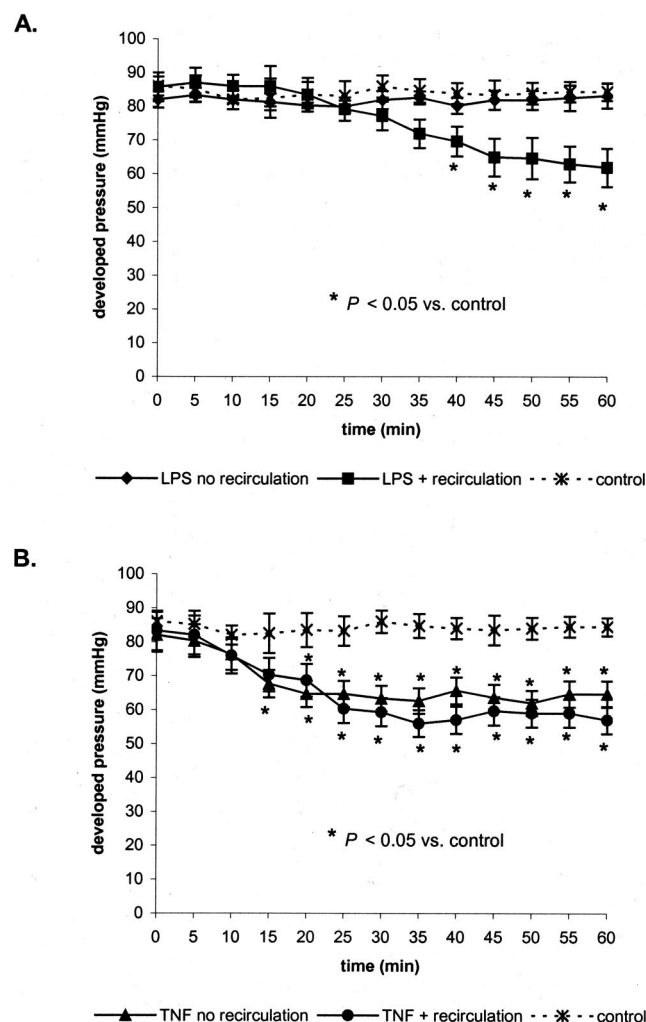 A.
100
90
80
70
60
50
40
30
20
10
0
developed pressure (mmHg)
* * * * *
* P < 0.05 vs. control
0 5 10 15 20 25 30 35 40 45 50 55 60
time (min)
LPS no recirculation LPS + recirculation control
B.
100
90
80
70
60
50
40
30
20
10
0
developed pressure (mmHg)
* * * * * * * * *
* * * * * * * * * *
* P < 0.05 vs. control
0 5 10 15 20 25 30 35 40 45 50 55 60
time (min)
TNF no recirculation TNF + recirculation control